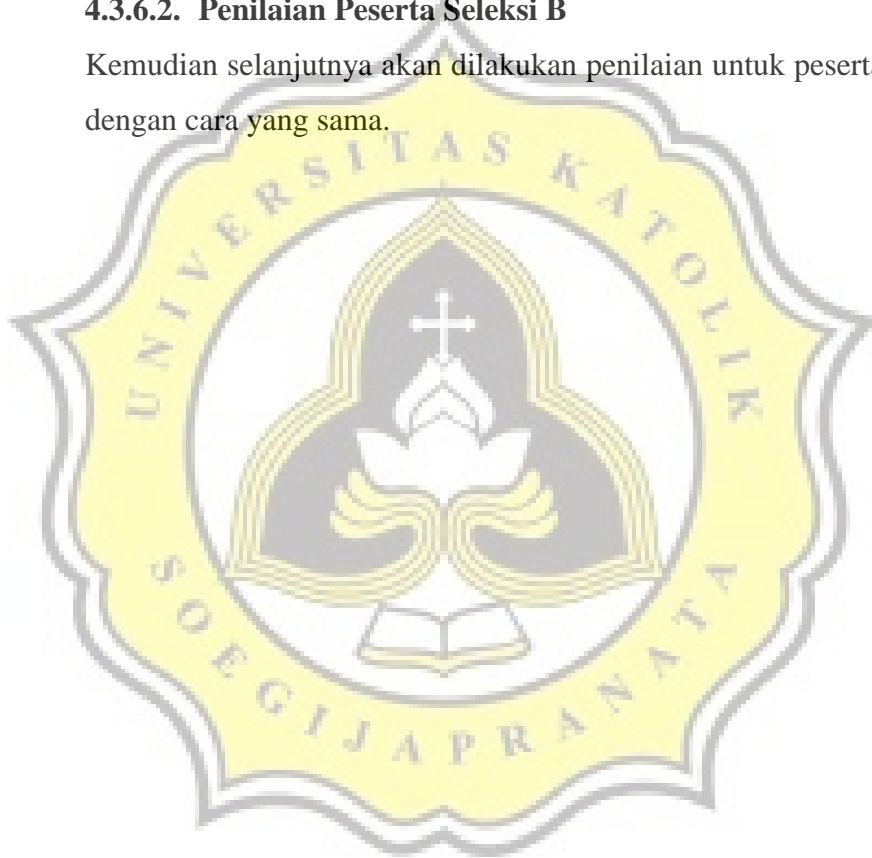 4.3.6.2. Penilaian Peserta Seleksi B
Kemudian selanjutnya akan dilakukan penilaian untuk peserta
dengan cara yang sama.
UNIVERSITAS KATOLIK
SOEGIJAPRANATA